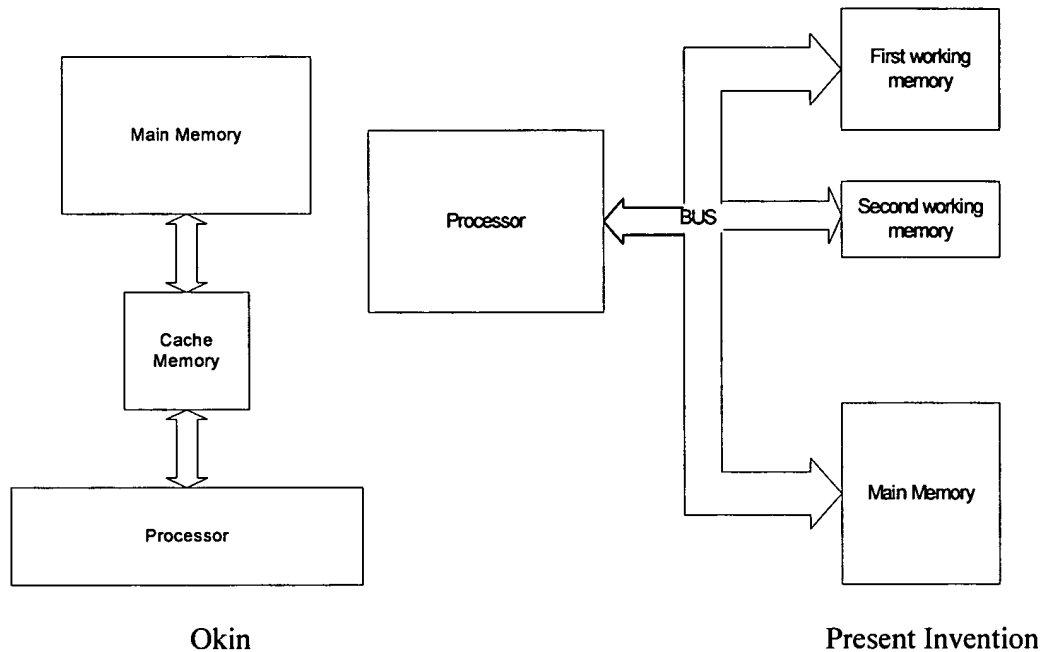 Main Memory
Cache
Memory
Processor
Okin
Processor
BUS
First working
memory
Second working
memory
Main Memory
Present Invention